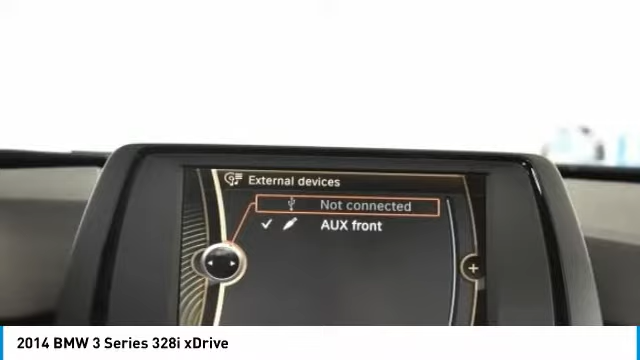 External devices
Not connected
AUX front
2014 BMW 3 Series 328i xDrive